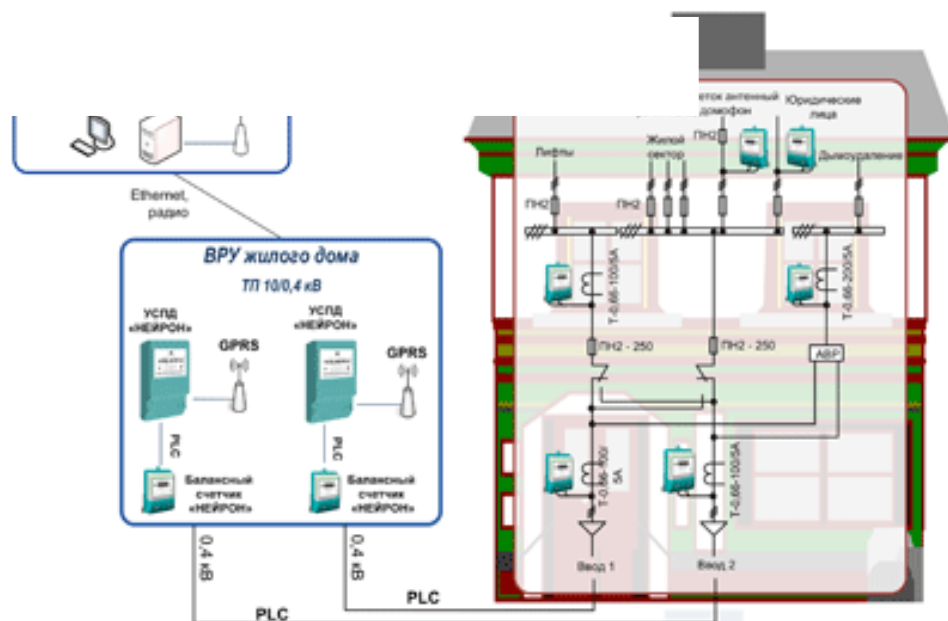 Ethernet,
радио
ВРУ жилого дома
ТП 10/0,4 кВ
УСПД
«НЕЙРОН»
УСПД
«НЕЙРОН»
GPRS
GPRS
PLC
PLC
Балансный
счетчик
«НЕЙРОН»
Балансный
счетчик
«НЕЙРОН»
0,4 кВ
0,4 кВ
PLC
PLC
еток антенный
домофон
Юридические
лица
ПН2
Лифты
Жилой
сектор
Дымоудаление
ПН2
ПН2
Т-0,66-100/5А
Т-0,66-200/5А
ПН2 - 250
ПН2 - 250
АВР
5А
Т-0,66-100/5А
Ввод 1
Ввод 2